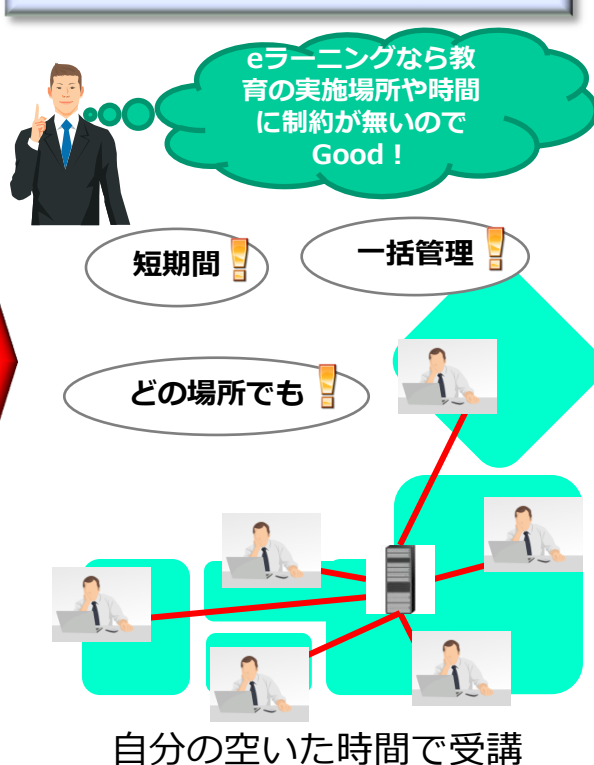 eラーニングなら教
育の実施場所や時間
に制約が無いので
Good！
短期間
一括管理
どの場所でも
自分の空いた時間で受講